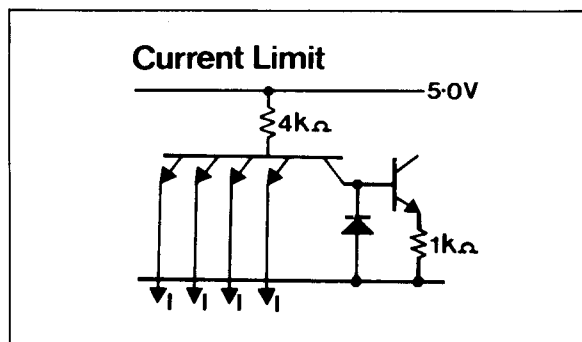 Current Limit
5·0V
4kΩ
1kΩ
I I I I